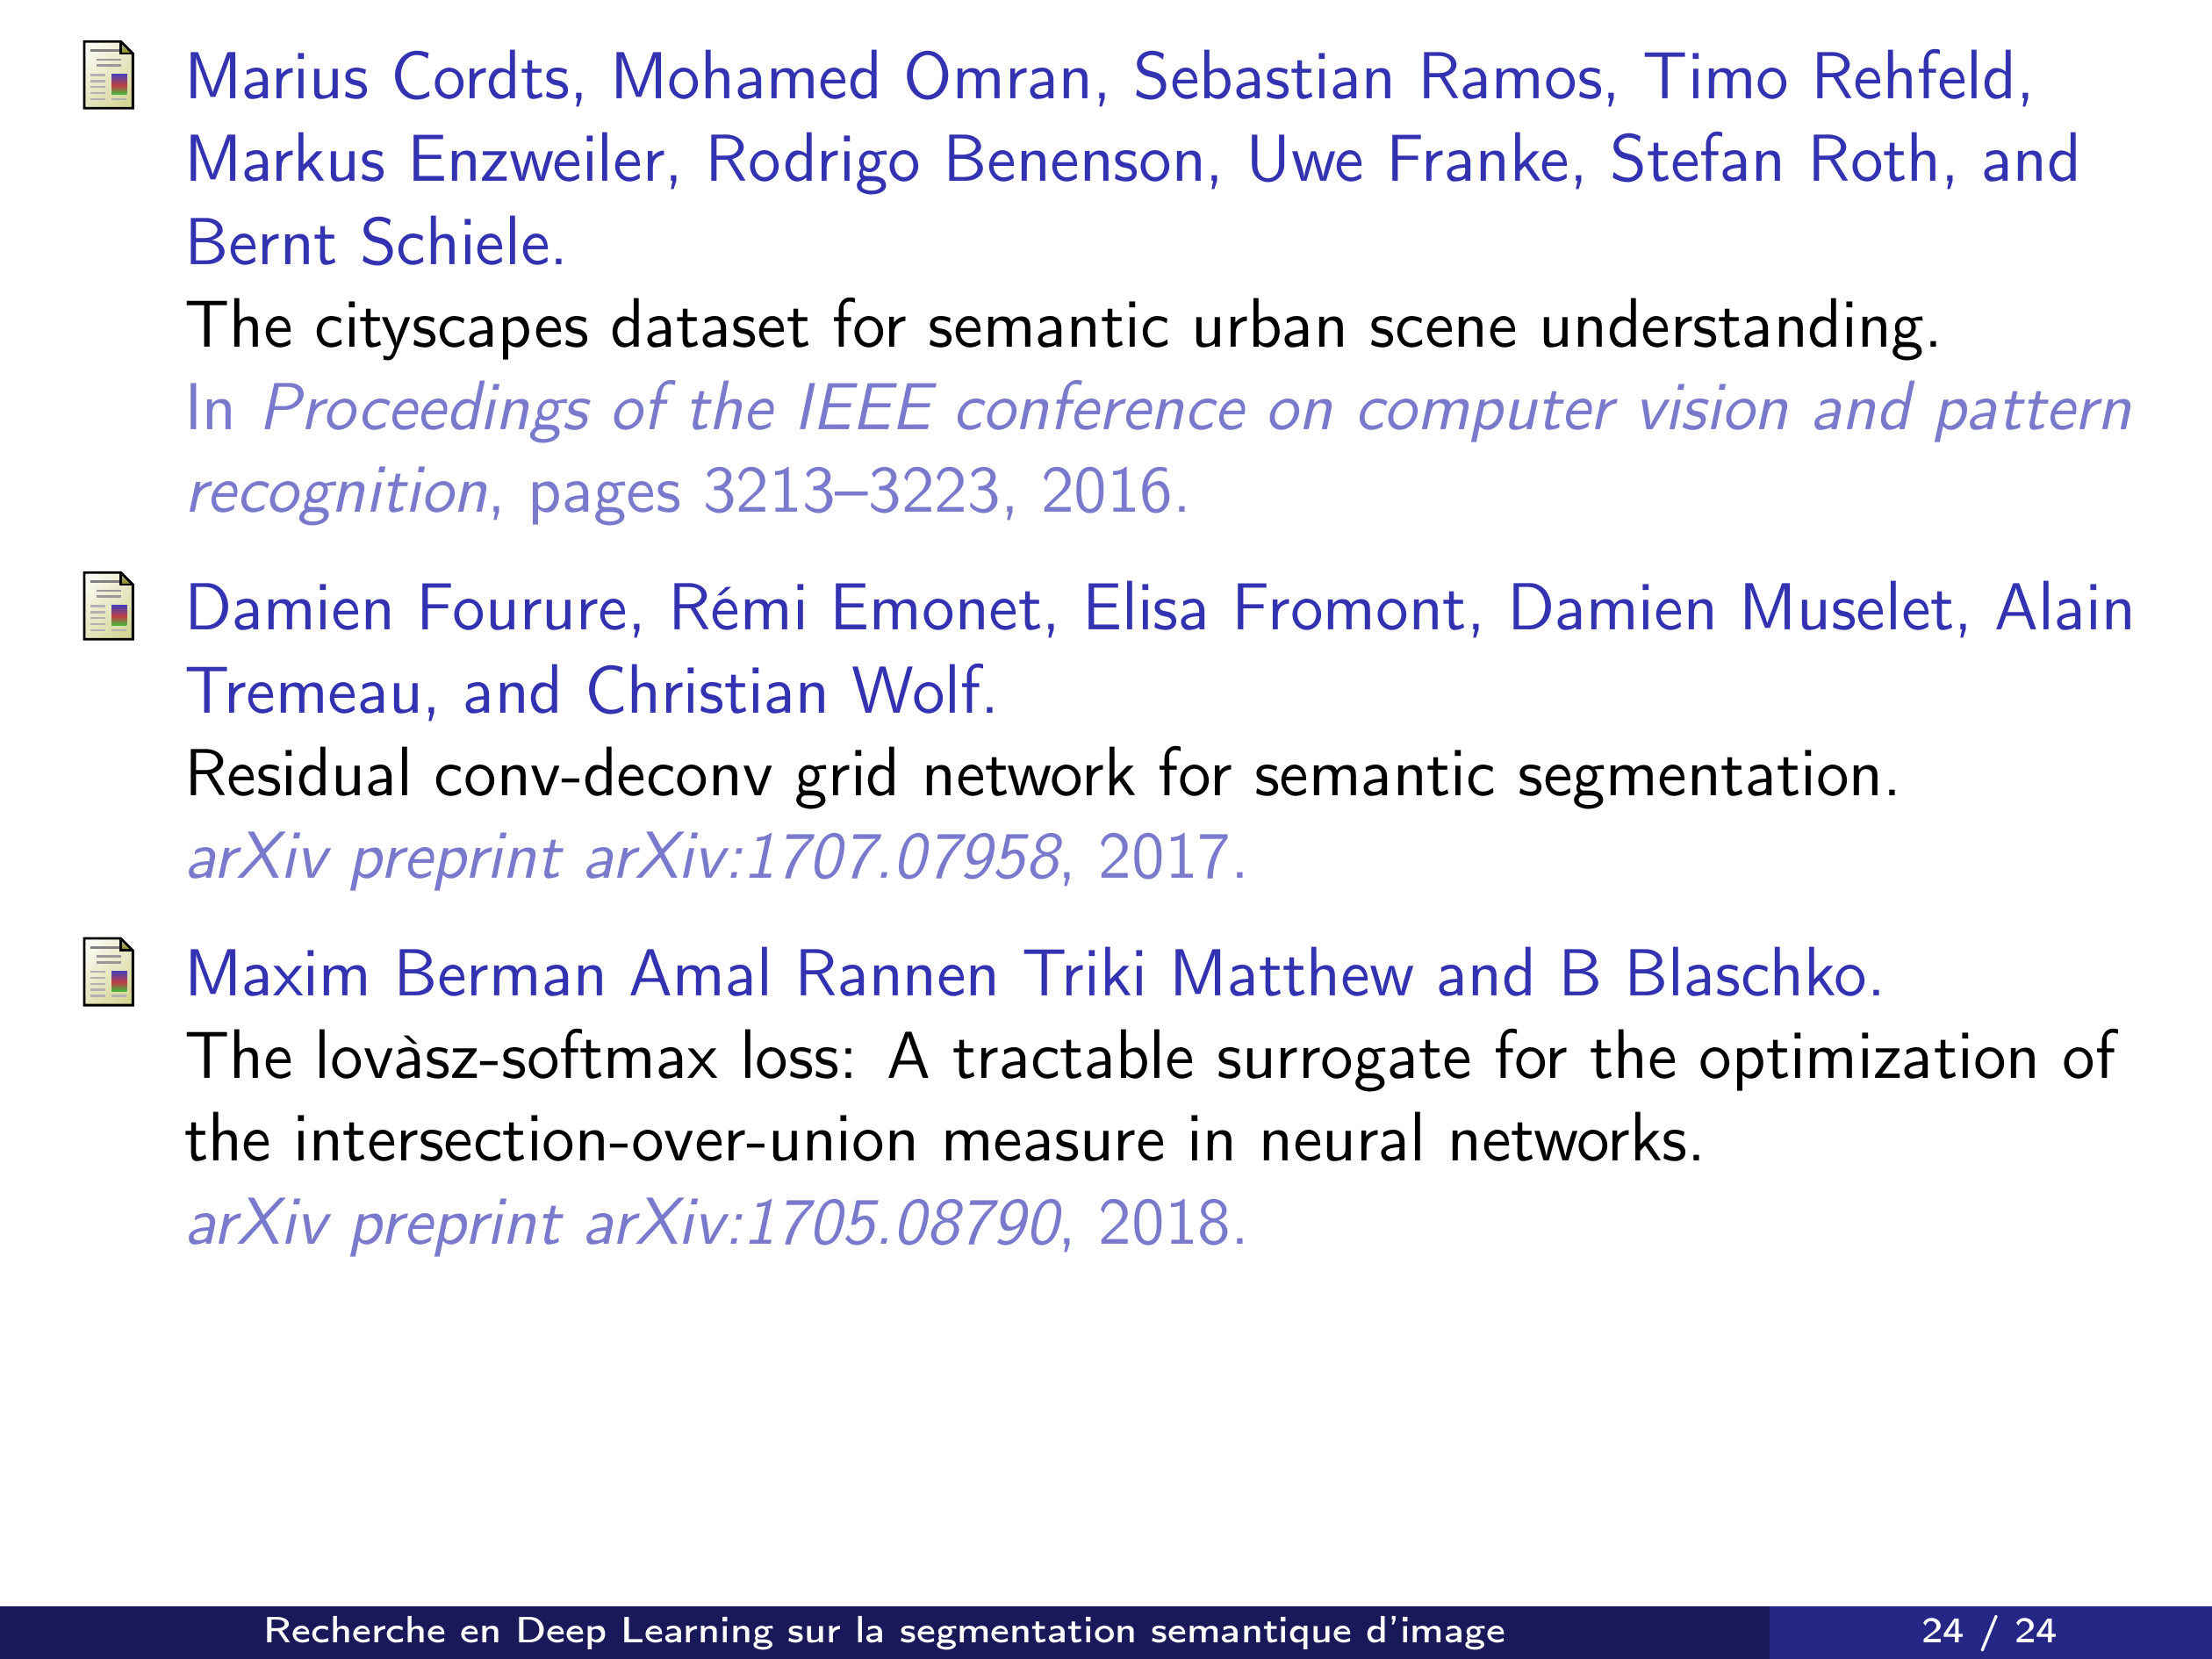 Marius Cordts, Mohamed Omran, Sebastian Ramos, Timo Rehfeld,
Markus Enzweiler, Rodrigo Benenson, Uwe Franke, Stefan Roth, and
Bernt Schiele.
The cityscapes dataset for semantic urban scene understanding.
In Proceedings of the IEEE conference on computer vision and pattern
recognition, pages 3213–3223, 2016.
Damien Fourure, Rémi Emonet, Elisa Fromont, Damien Muselet, Alain
Tremeau, and Christian Wolf.
Residual conv-deconv grid network for semantic segmentation.
arXiv preprint arXiv:1707.07958, 2017.
Maxim Berman Amal Rannen Triki Matthew and B Blaschko.
The lovàsz-softmax loss: A tractable surrogate for the optimization of
the intersection-over-union measure in neural networks.
arXiv preprint arXiv:1705.08790, 2018.
Recherche en Deep Learning sur la segmentation semantique d'image
24 / 24